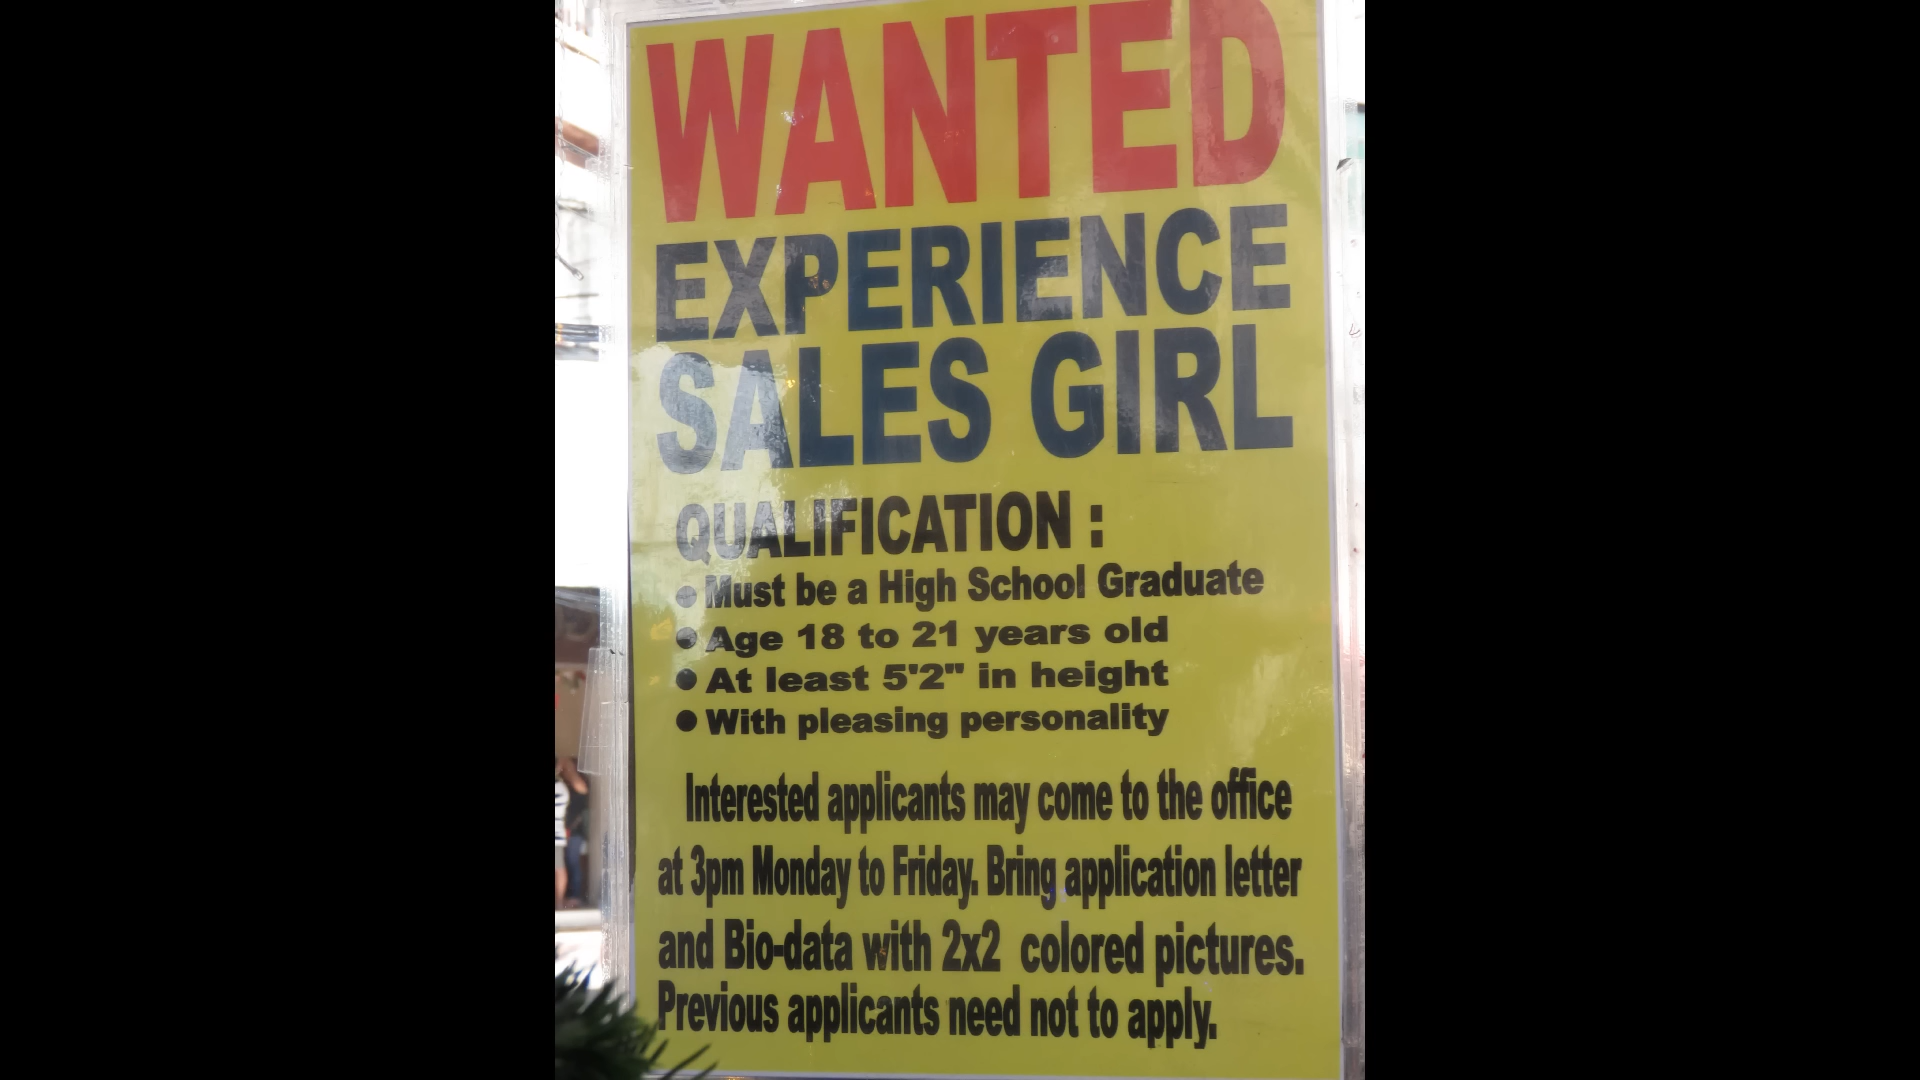 WANTED
EXPERIENCE
SALES GIRL
QUALIFICATION :
● Must be a High School Graduate
● Age 18 to 21 years old
● At least 5'2" in height
● With pleasing personality
Interested applicants may come to the office
at 3pm Monday to Friday. Bring application letter
and Bio-data with 2x2 colored pictures.
Previous applicants need not to apply.